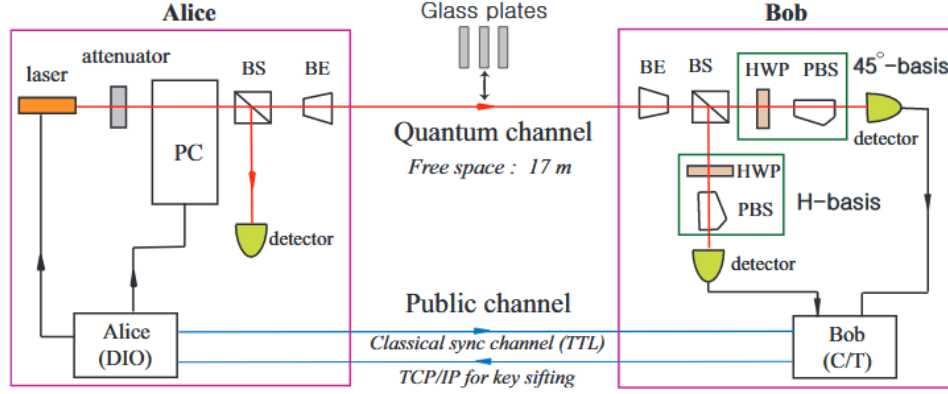 Alice
Glass plates
Bob
laser
attenuator
PC
BS
BE
detector
Quantum channel
Free space : 17 m
BE
BS
HWP
PBS
45°-basis
detector
HWP
PBS
H-basis
detector
Public channel
Alice
(DIO)
Classical sync channel (TTL)
TCP/IP for key sifting
Bob
(C/T)